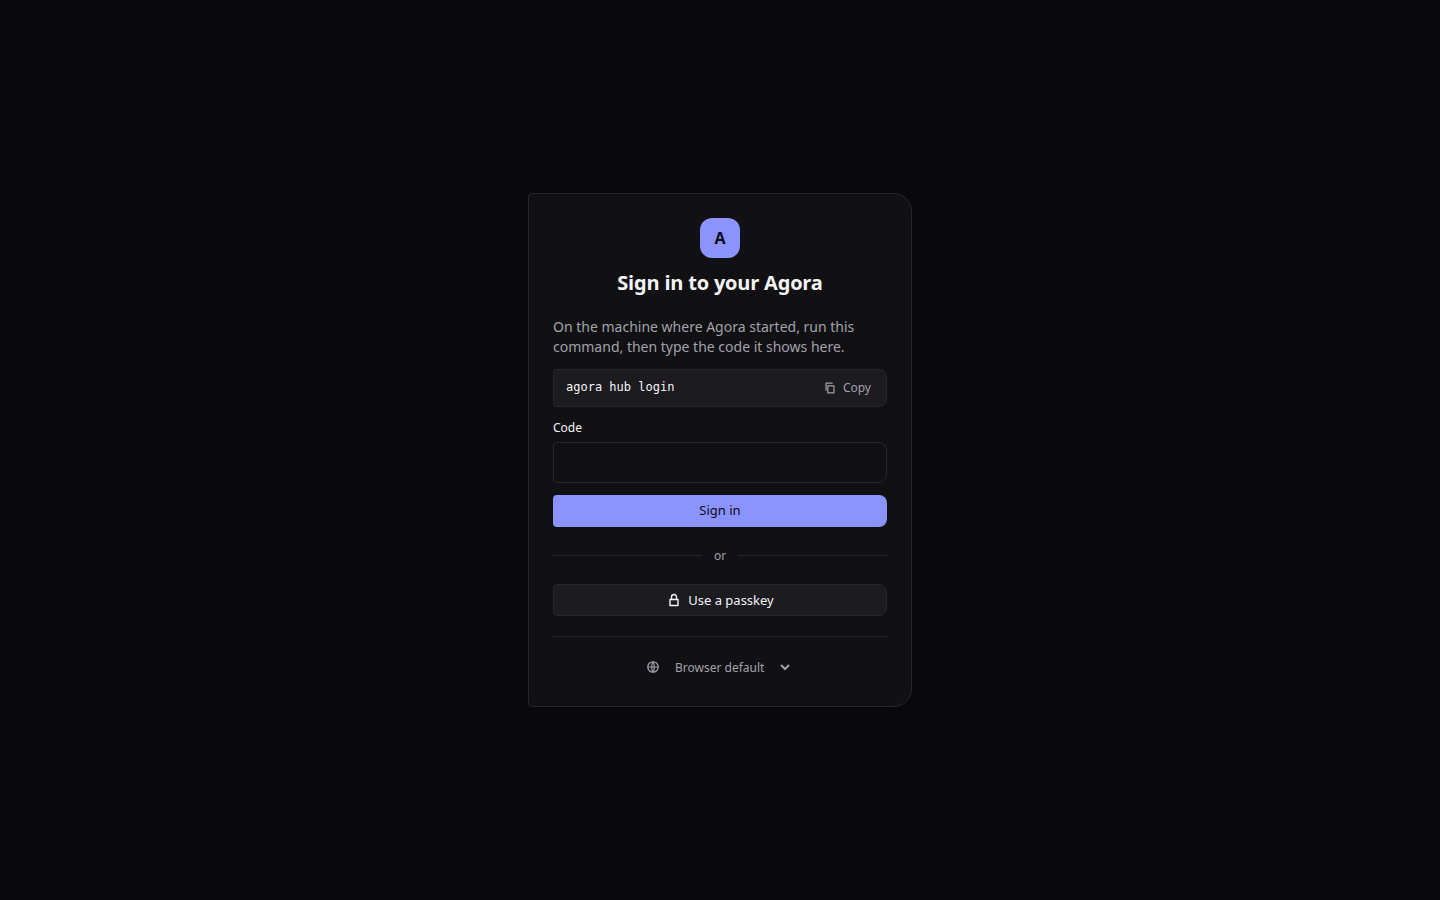 A
Sign in to your Agora
On the machine where Agora started, run this
command, then type the code it shows here.
agora hub login
Copy
Code
Sign in
or
Use a passkey
Browser default